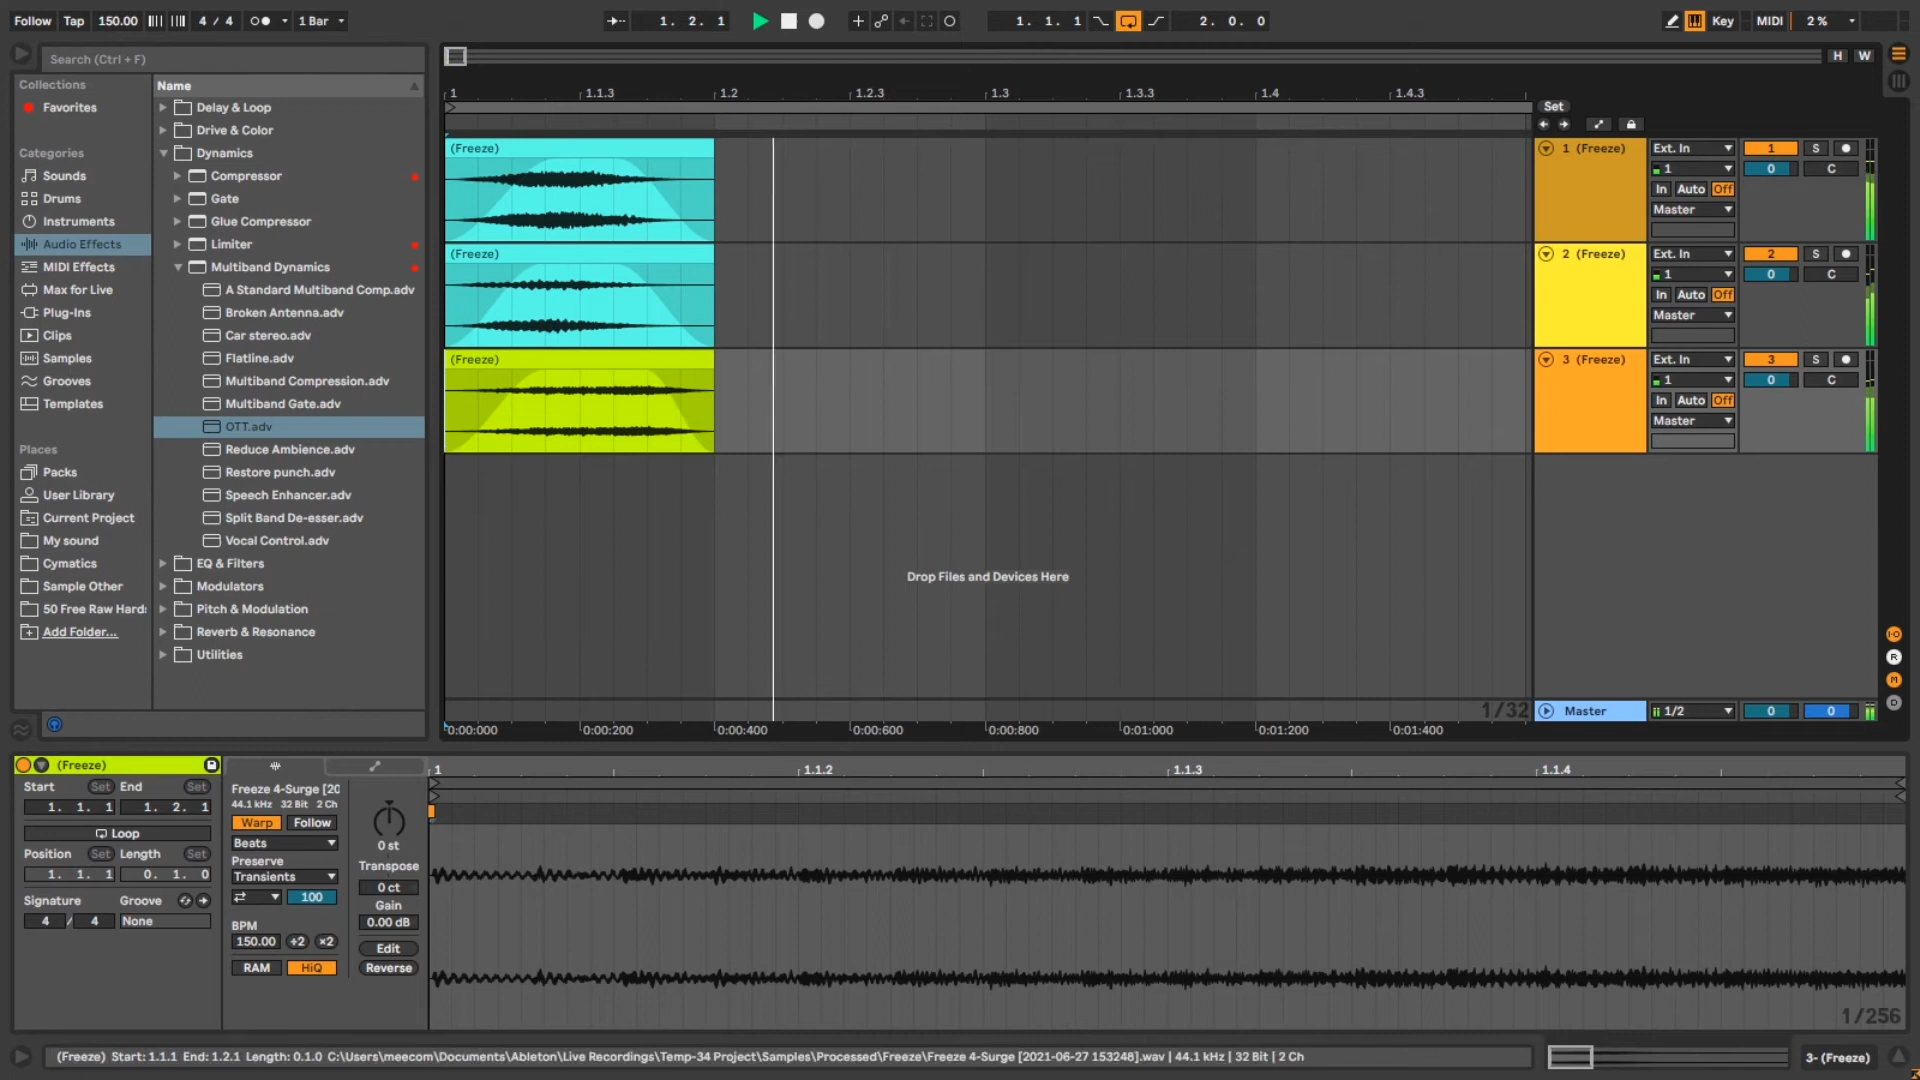 Follow Tap 150.00 4 / 4 1 Bar 1. 2. 1 1. 1. 1 2. 0. 0 Key MIDI 2 %
Search (Ctrl + F)
H W
Collections
Favorites
Categories
Sounds
Drums
Instruments
Audio Effects
MIDI Effects
Max for Live
Plug-Ins
Clips
Samples
Grooves
Templates
Places
Packs
User Library
Current Project
My sound
Cymatics
Sample Other
50 Free Raw Hard
Add Folder...
Name
Delay & Loop
Drive & Color
Dynamics
Compressor
Gate
Glue Compressor
Limiter
Multiband Dynamics
A Standard Multiband Comp.adv
Broken Antenna.adv
Car stereo.adv
Flatline.adv
Multiband Compression.adv
Multiband Gate.adv
OTT.adv
Reduce Ambience.adv
Restore punch.adv
Speech Enhancer.adv
Split Band De-esser.adv
Vocal Control.adv
EQ & Filters
Modulators
Pitch & Modulation
Reverb & Resonance
Utilities
1 1.1.3 1.2 1.2.3 1.3 1.3.3 1.4 1.4.3
Set
(Freeze)
(Freeze)
(Freeze)
Drop Files and Devices Here
1 (Freeze) Ext. In 1 S
1 0 C
In Auto Off
Master
2 (Freeze) Ext. In 2 S
1 0 C
In Auto Off
Master
3 (Freeze) Ext. In 3 S
1 0 C
In Auto Off
Master
I·O
R
M
D
1/32
Master 1/2 0 0
0:00:000 0:00:200 0:00:400 0:00:600 0:00:800 0:01:000 0:01:200 0:01:400
(Freeze)
Start Set End Set
1. 1. 1 1. 2. 1
Loop
Position Set Length Set
1. 1. 1 0. 1. 0
Signature Groove
4 / 4 None
Freeze 4-Surge [20
44.1 kHz 32 Bit 2 Ch
Warp Follow
Beats
Preserve
Transients
100
BPM
150.00 ÷2 ×2
RAM HiQ
0 st
Transpose
0 ct
Gain
0.00 dB
Edit
Reverse
1 1.1.2 1.1.3 1.1.4
1/256
(Freeze) Start: 1.1.1 End: 1.2.1 Length: 0.1.0 C:\Users\meecom\Documents\Ableton\Live Recordings\Temp-34 Project\Samples\Processed\Freeze\Freeze 4-Surge [2021-06-27 153248].wav | 44.1 kHz | 32 Bit | 2 Ch
3- (Freeze)